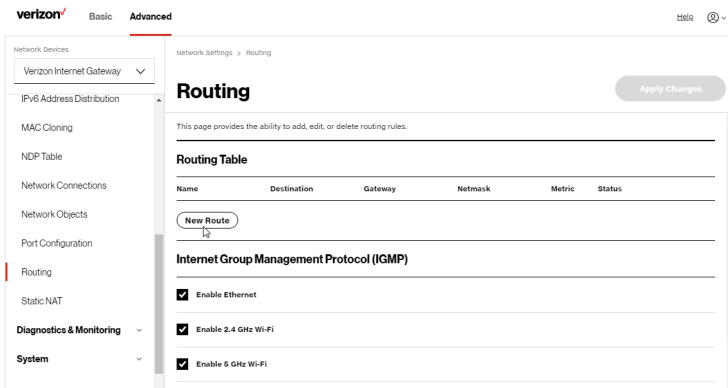 verizon
Basic
Advanced
Help
Network Devices
Verizon Internet Gateway
IPv6 Address Distribution
MAC Cloning
NDP Table
Network Connections
Network Objects
Port Configuration
Routing
Static NAT
Diagnostics & Monitoring
System
Network Settings > Routing
Routing
Apply Changes
This page provides the ability to add, edit, or delete routing rules.
Routing Table
Name Destination Gateway Netmask Metric Status
New Route
Internet Group Management Protocol (IGMP)
Enable Ethernet
Enable 2.4 GHz Wi-Fi
Enable 5 GHz Wi-Fi